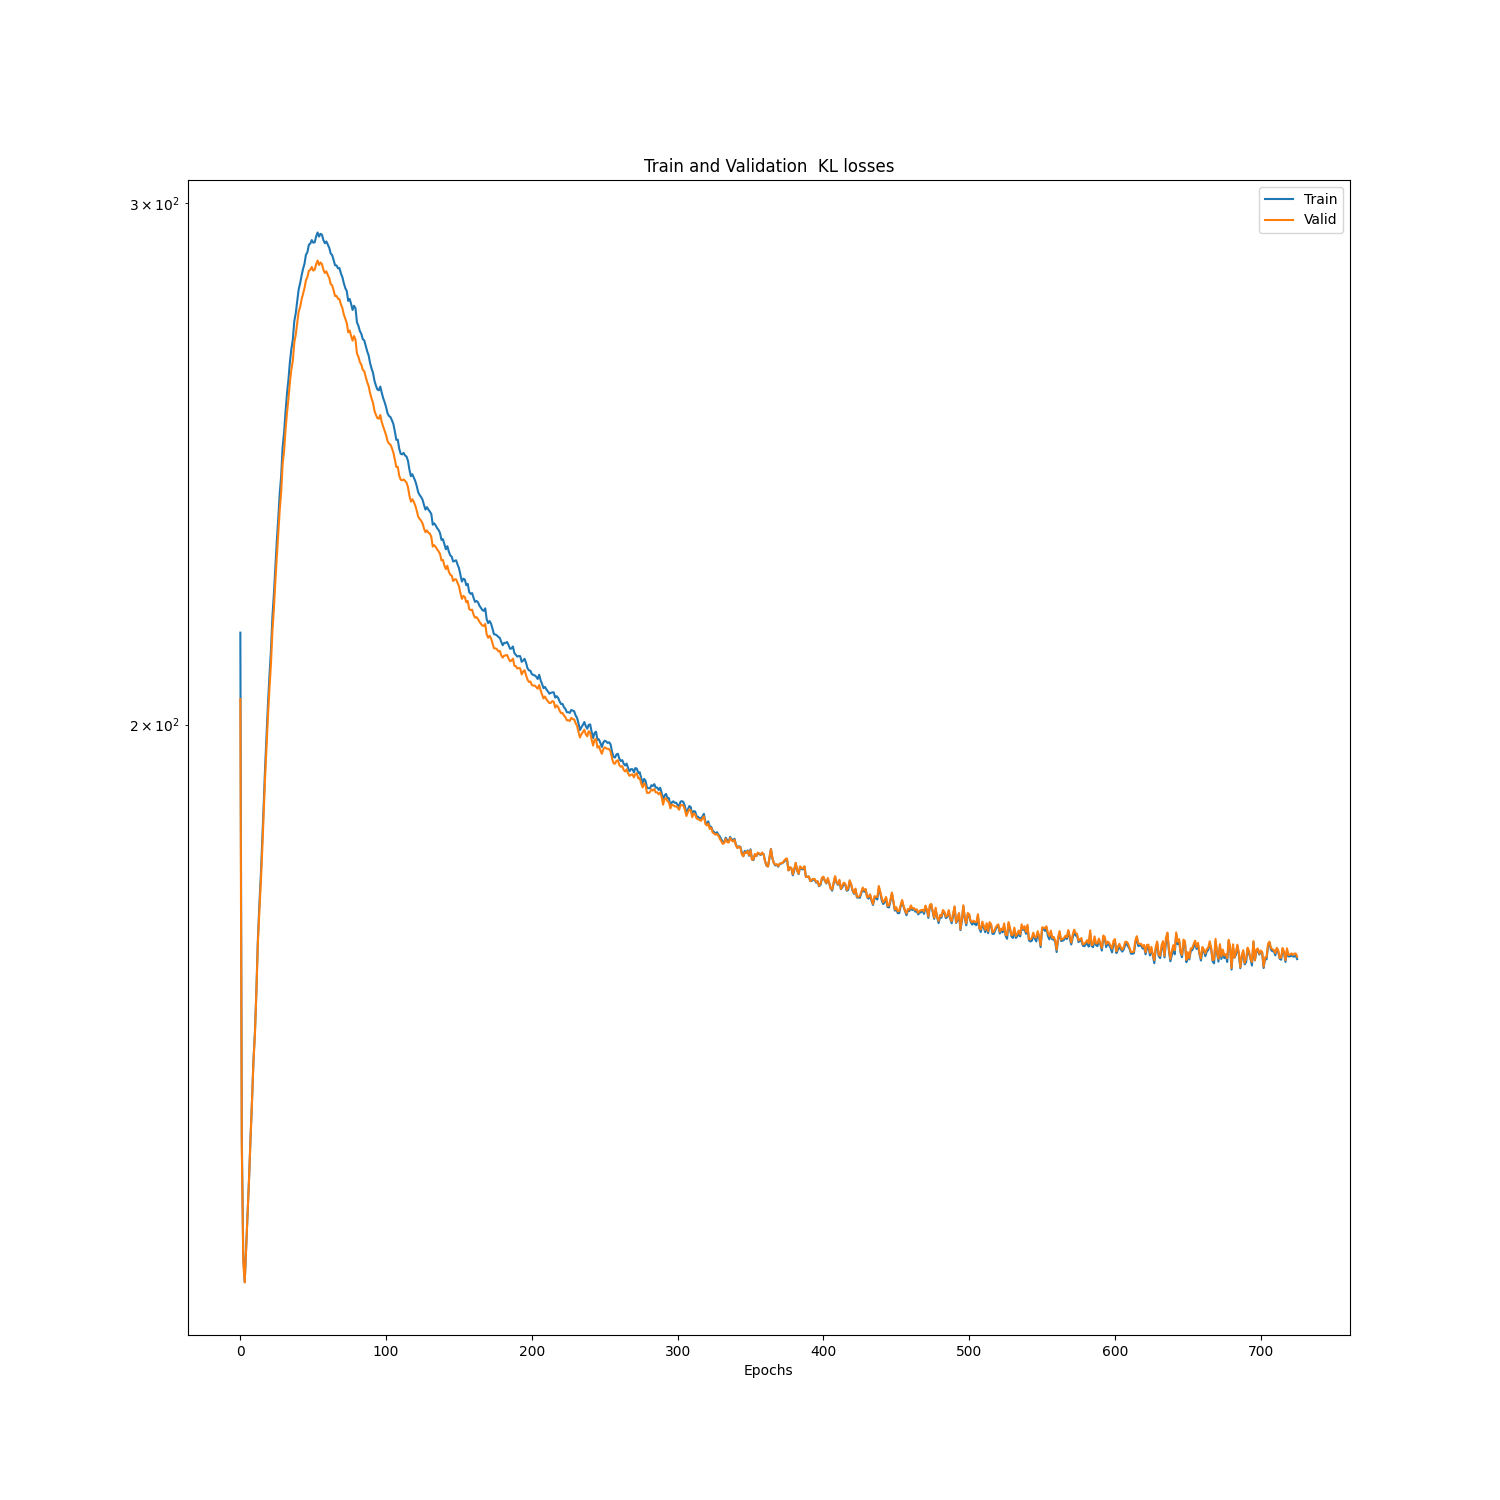 Train and Validation  KL losses
3 × 10²
Train
Valid
2 × 10²
0 100 200 300 400 500 600 700
Epochs